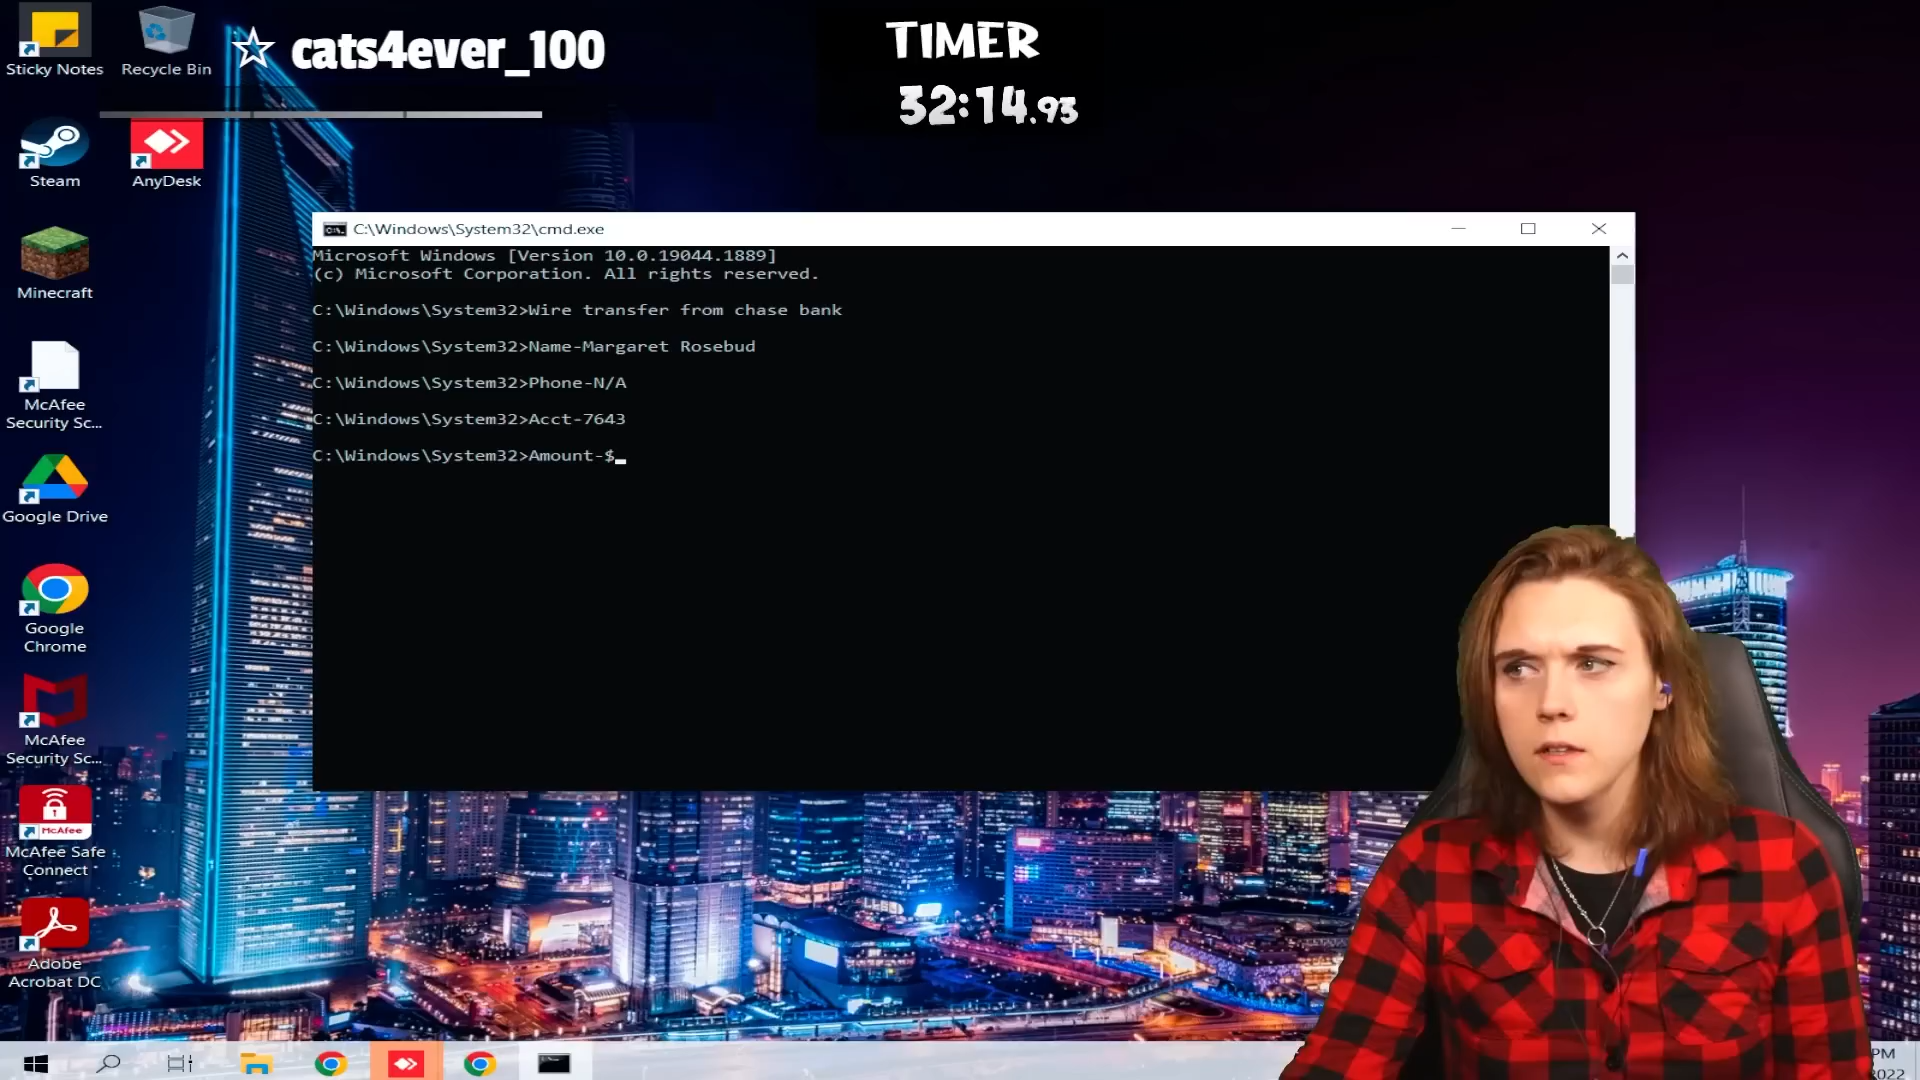 ☆ cats4ever_100
TIMER
32:14.93
Sticky Notes
Recycle Bin
Steam
AnyDesk
Minecraft
McAfee
Security Sc...
Google Drive
Google
Chrome
McAfee
Security Sc...
McAfee
McAfee Safe
Connect
Adobe
Acrobat DC
C:\Windows\System32\cmd.exe
Microsoft Windows [Version 10.0.19044.1889]
(c) Microsoft Corporation. All rights reserved.
C:\Windows\System32>Wire transfer from chase bank
C:\Windows\System32>Name-Margaret Rosebud
C:\Windows\System32>Phone-N/A
C:\Windows\System32>Acct-7643
C:\Windows\System32>Amount-$_
PM
2022